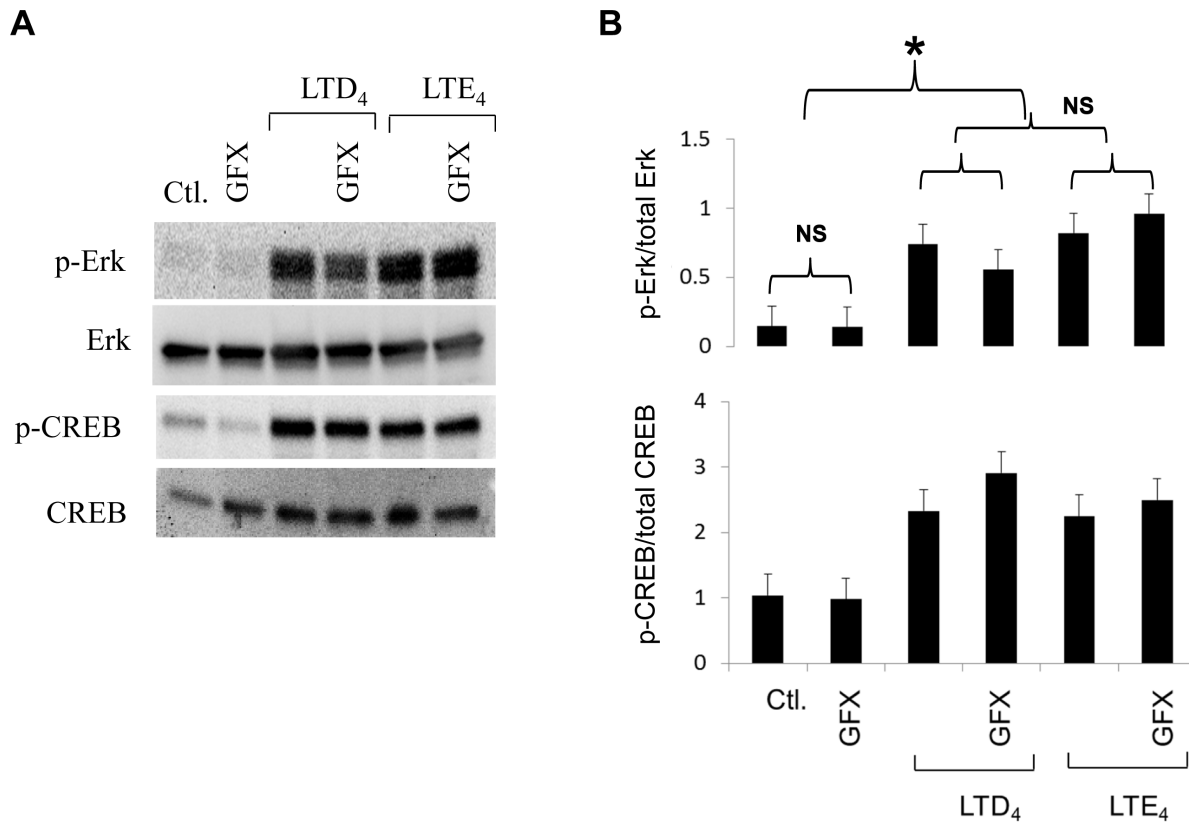 A
LTD4 LTE4
Ctl. GFX GFX GFX
p-Erk
Erk
p-CREB
CREB
B
*
NS
NS
p-Erk/total Erk
1.5
1
0.5
0
p-CREB/total CREB
4
3
2
1
0
Ctl. GFX GFX GFX
LTD4 LTE4